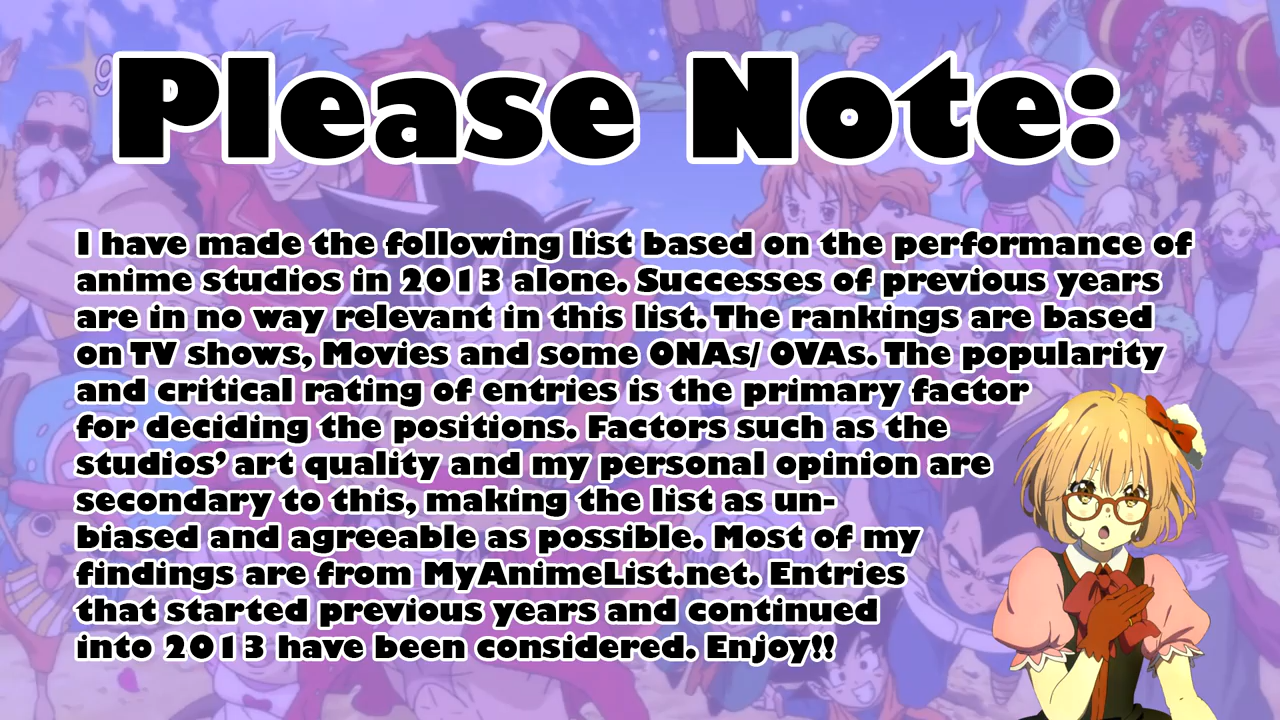 Please Note:
I have made the following list based on the performance of
anime studios in 2013 alone. Successes of previous years
are in no way relevant in this list. The rankings are based
on TV shows, Movies and some ONAs/ OVAs. The popularity
and critical rating of entries is the primary factor
for deciding the positions. Factors such as the
studios’ art quality and my personal opinion are
secondary to this, making the list as un-
biased and agreeable as possible. Most of my
findings are from MyAnimeList.net. Entries
that started previous years and continued
into 2013 have been considered. Enjoy!!